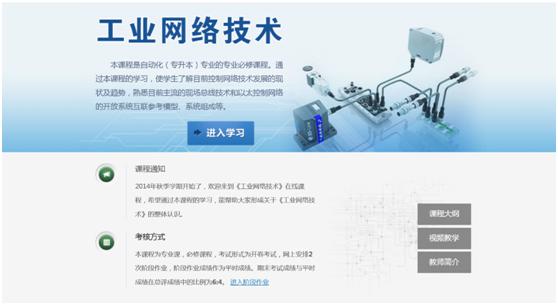 工业网络技术
本课程是自动化（专升本）专业的专业必修课程。通
过本课程的学习，使学生了解目前控制网络技术发展的现
状及趋势，熟悉目前主流的现场总线技术和以太控制网络
的开放系统互联参考模型、系统组成等。
进入学习
课程通知
2014年秋季学期开始了，欢迎来到《工业网络技术》在线课
程，希望通过本课程的学习，能帮助大家形成关于《工业网络技
术》的整体认识。
考核方式
本课程为专业课，必修课程，考试形式为开卷考试，网上安排2
次阶段作业，阶段作业成绩作为平时成绩。期末考试成绩与平时
成绩在总评成绩中的比例为6:4。 进入阶段作业
课程大纲
视频教学
教师简介